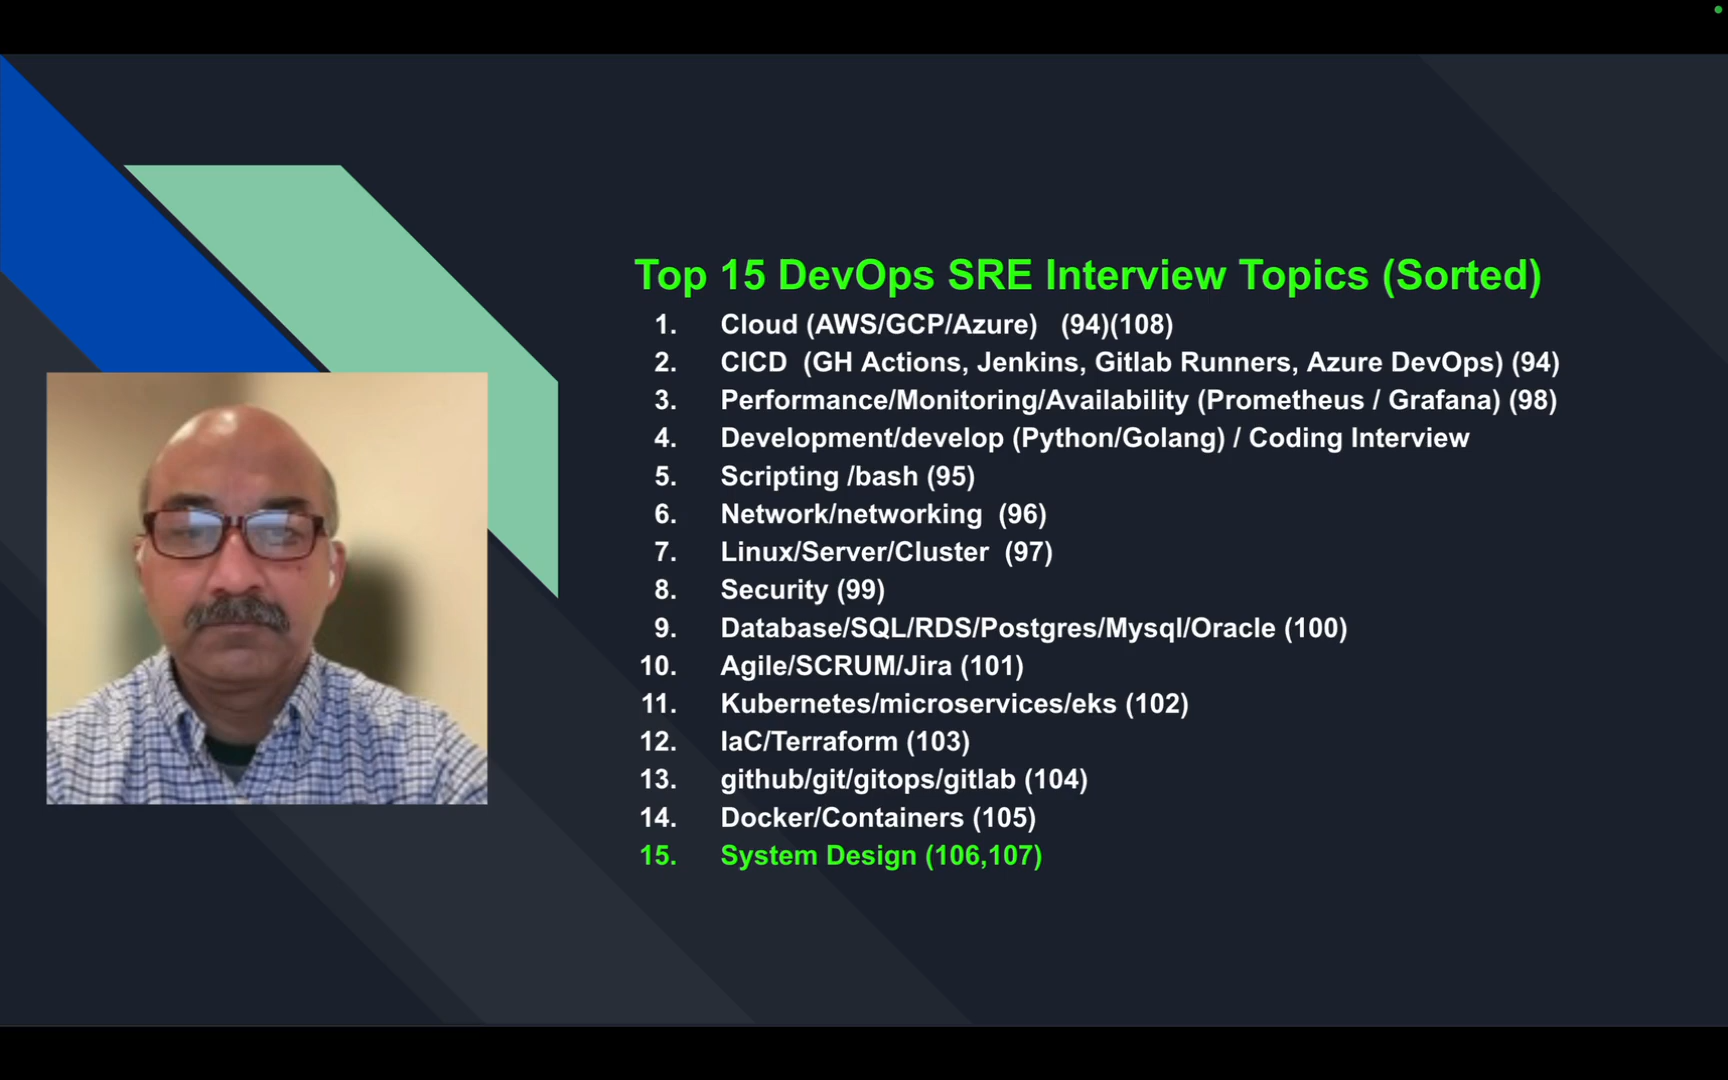 Top 15 DevOps SRE Interview Topics (Sorted)
1. Cloud (AWS/GCP/Azure) (94)(108)
2. CICD (GH Actions, Jenkins, Gitlab Runners, Azure DevOps) (94)
3. Performance/Monitoring/Availability (Prometheus / Grafana) (98)
4. Development/develop (Python/Golang) / Coding Interview
5. Scripting /bash (95)
6. Network/networking (96)
7. Linux/Server/Cluster (97)
8. Security (99)
9. Database/SQL/RDS/Postgres/Mysql/Oracle (100)
10. Agile/SCRUM/Jira (101)
11. Kubernetes/microservices/eks (102)
12. IaC/Terraform (103)
13. github/git/gitops/gitlab (104)
14. Docker/Containers (105)
15. System Design (106,107)